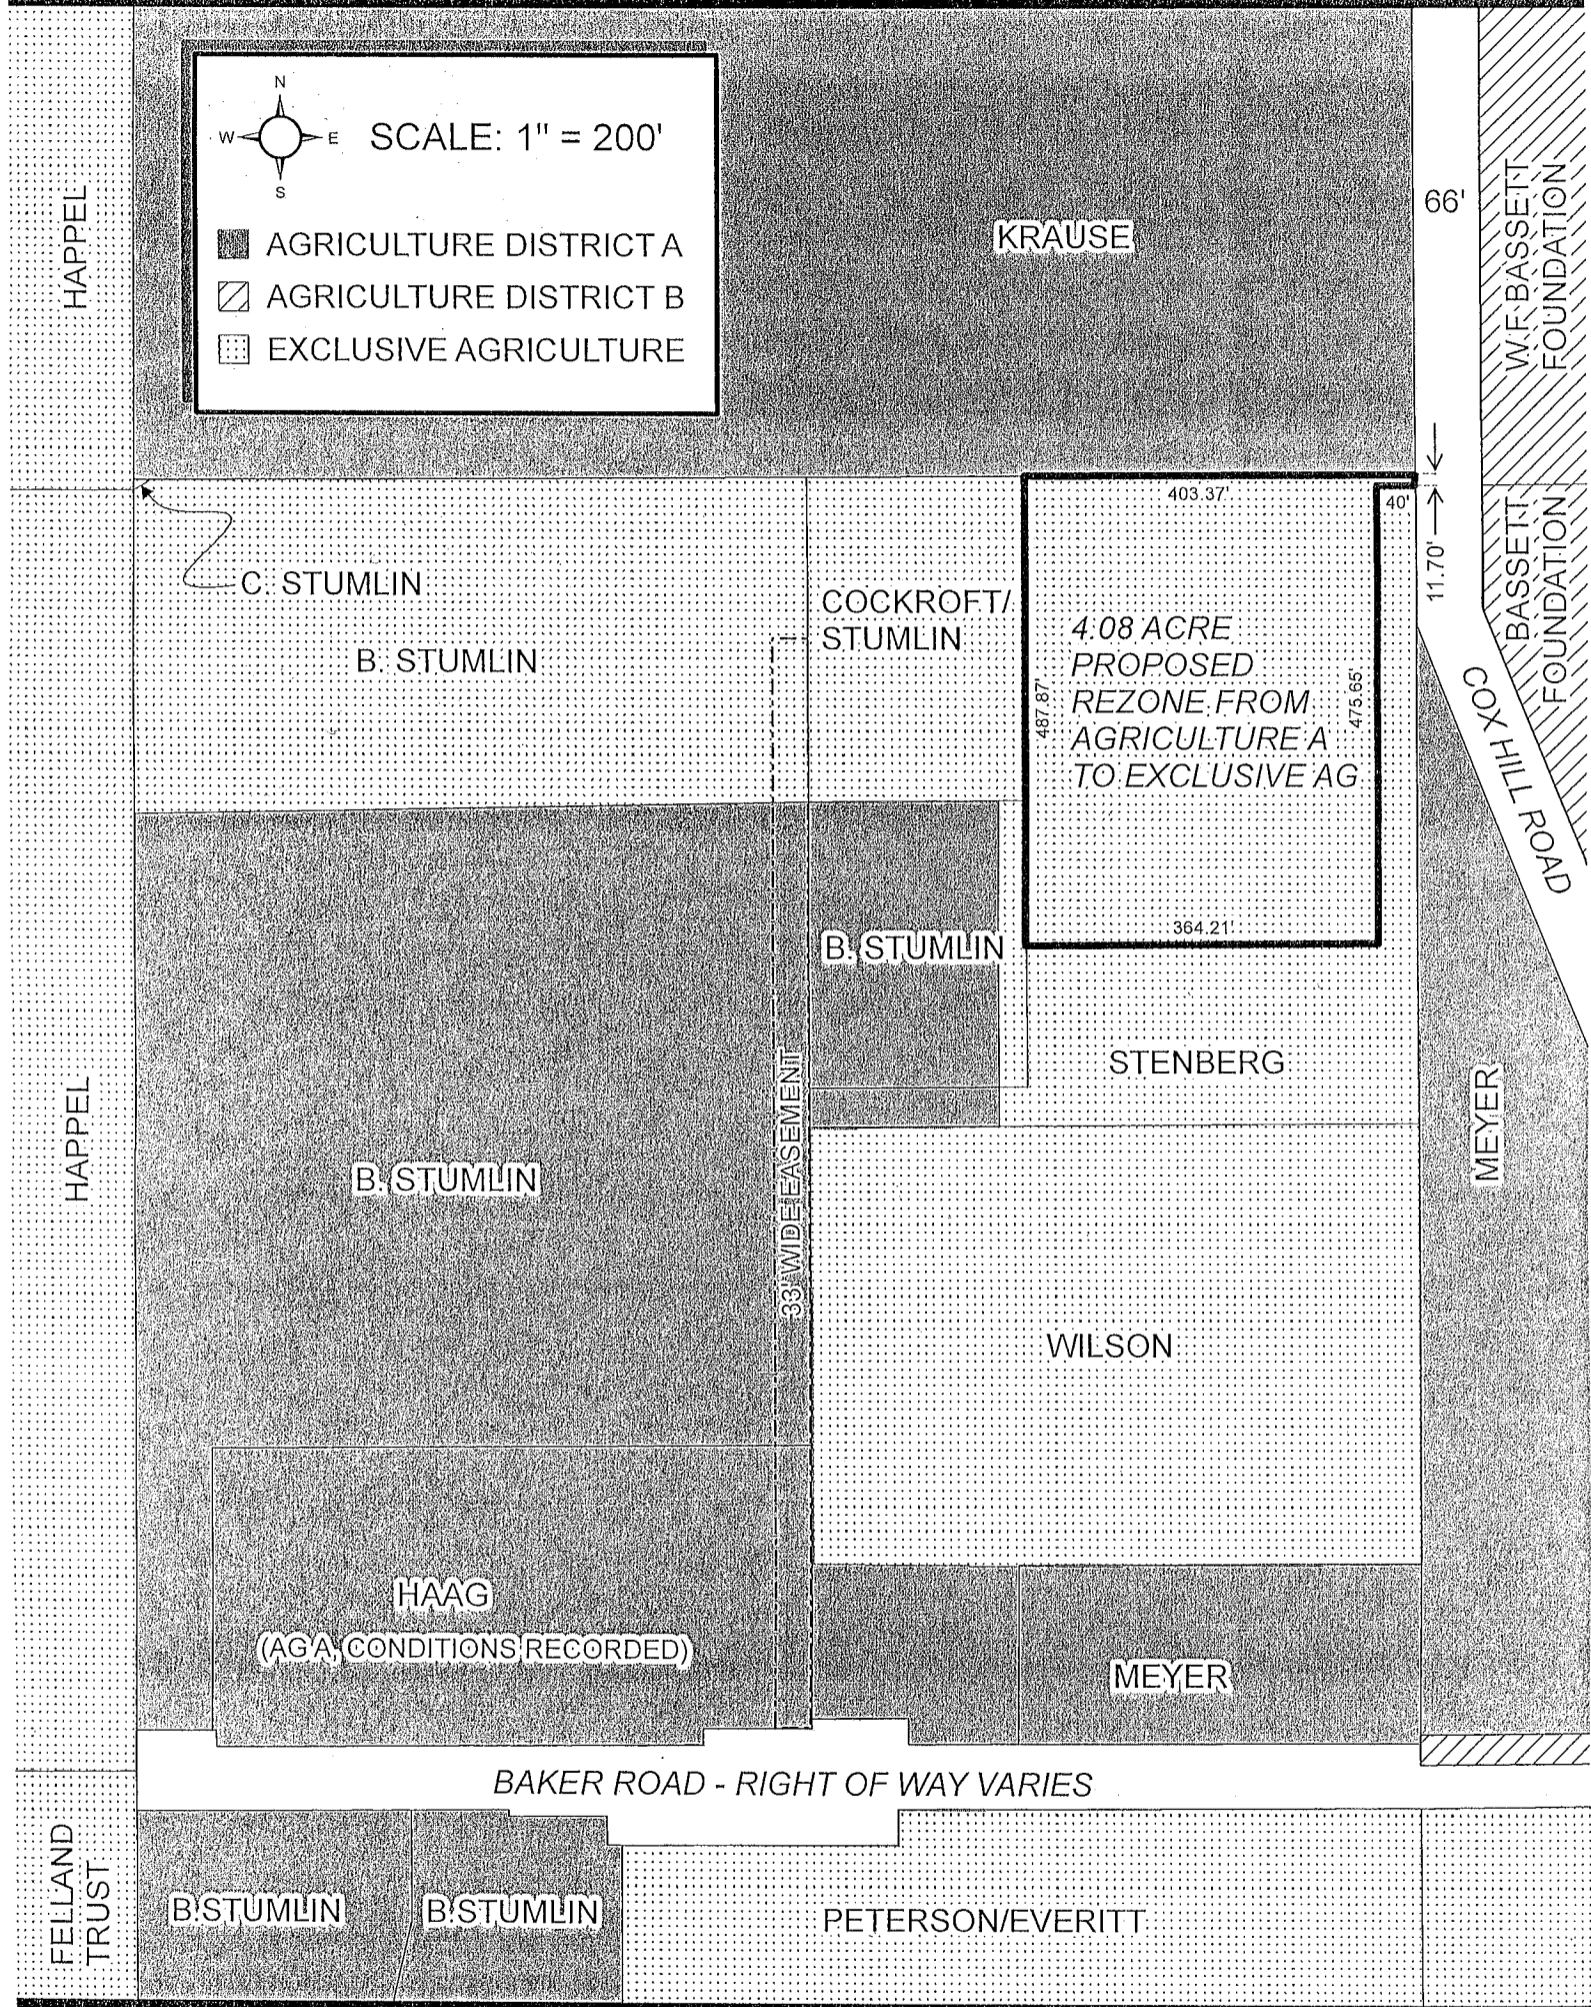 N
W E
S
SCALE: 1" = 200'
AGRICULTURE DISTRICT A
AGRICULTURE DISTRICT B
EXCLUSIVE AGRICULTURE
HAPPEL
KRAUSE
66'
W.F. BASSETT
FOUNDATION
403.37'
40'
11.70'
BASSETT
FOUNDATION
C. STUMLIN
B. STUMLIN
COCKROFT/
STUMLIN
4.08 ACRE
PROPOSED
REZONE FROM
AGRICULTURE A
TO EXCLUSIVE AG
487.87'
475.65'
364.21'
COX HILL ROAD
B. STUMLIN
STENBERG
HAPPEL
B. STUMLIN
33' WIDE EASEMENT
MEYER
WILSON
HAAG
(AG A, CONDITIONS RECORDED)
MEYER
BAKER ROAD - RIGHT OF WAY VARIES
FELLAND
TRUST
B. STUMLIN
B. STUMLIN
PETERSON/EVERITT